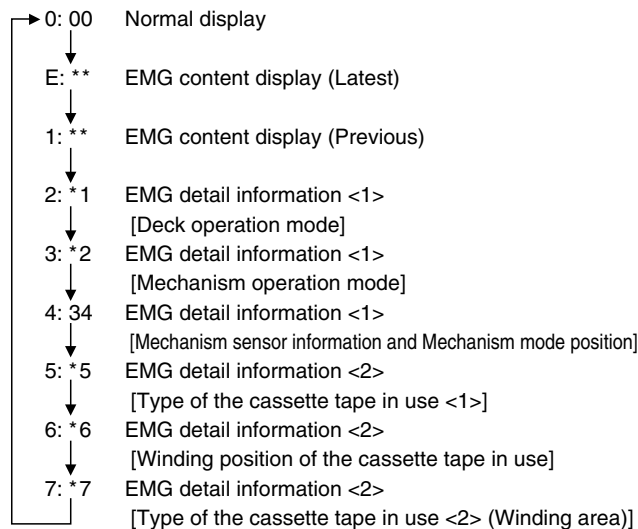 0: 00 Normal display
E: ** EMG content display (Latest)
1: ** EMG content display (Previous)
2: *1 EMG detail information <1>
[Deck operation mode]
3: *2 EMG detail information <1>
[Mechanism operation mode]
4: 34 EMG detail information <1>
[Mechanism sensor information and Mechanism mode position]
5: *5 EMG detail information <2>
[Type of the cassette tape in use <1>]
6: *6 EMG detail information <2>
[Winding position of the cassette tape in use]
7: *7 EMG detail information <2>
[Type of the cassette tape in use <2> (Winding area)]